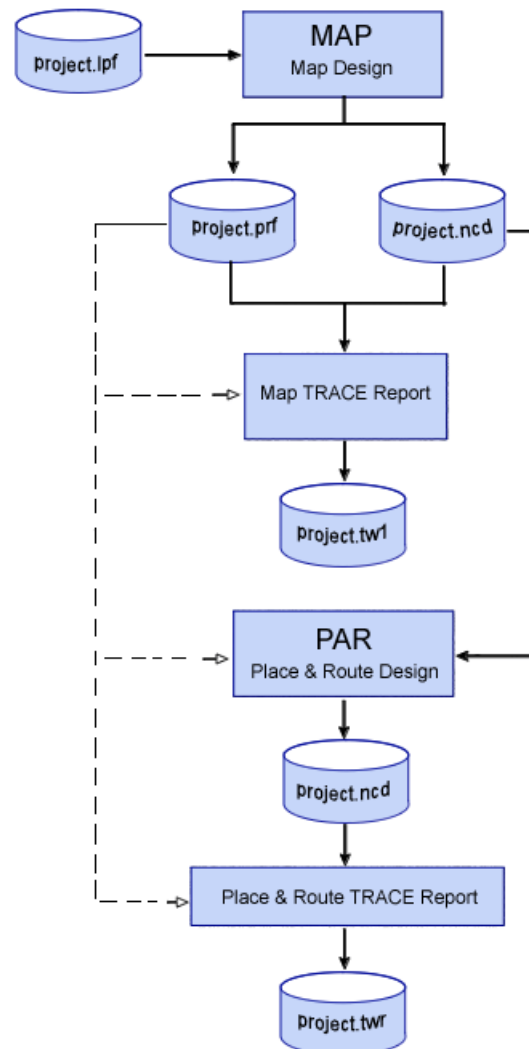 project.lpf
MAP
Map Design
project.prf
project.ncd
Map TRACE Report
project.tw1
PAR
Place & Route Design
project.ncd
Place & Route TRACE Report
project.twr